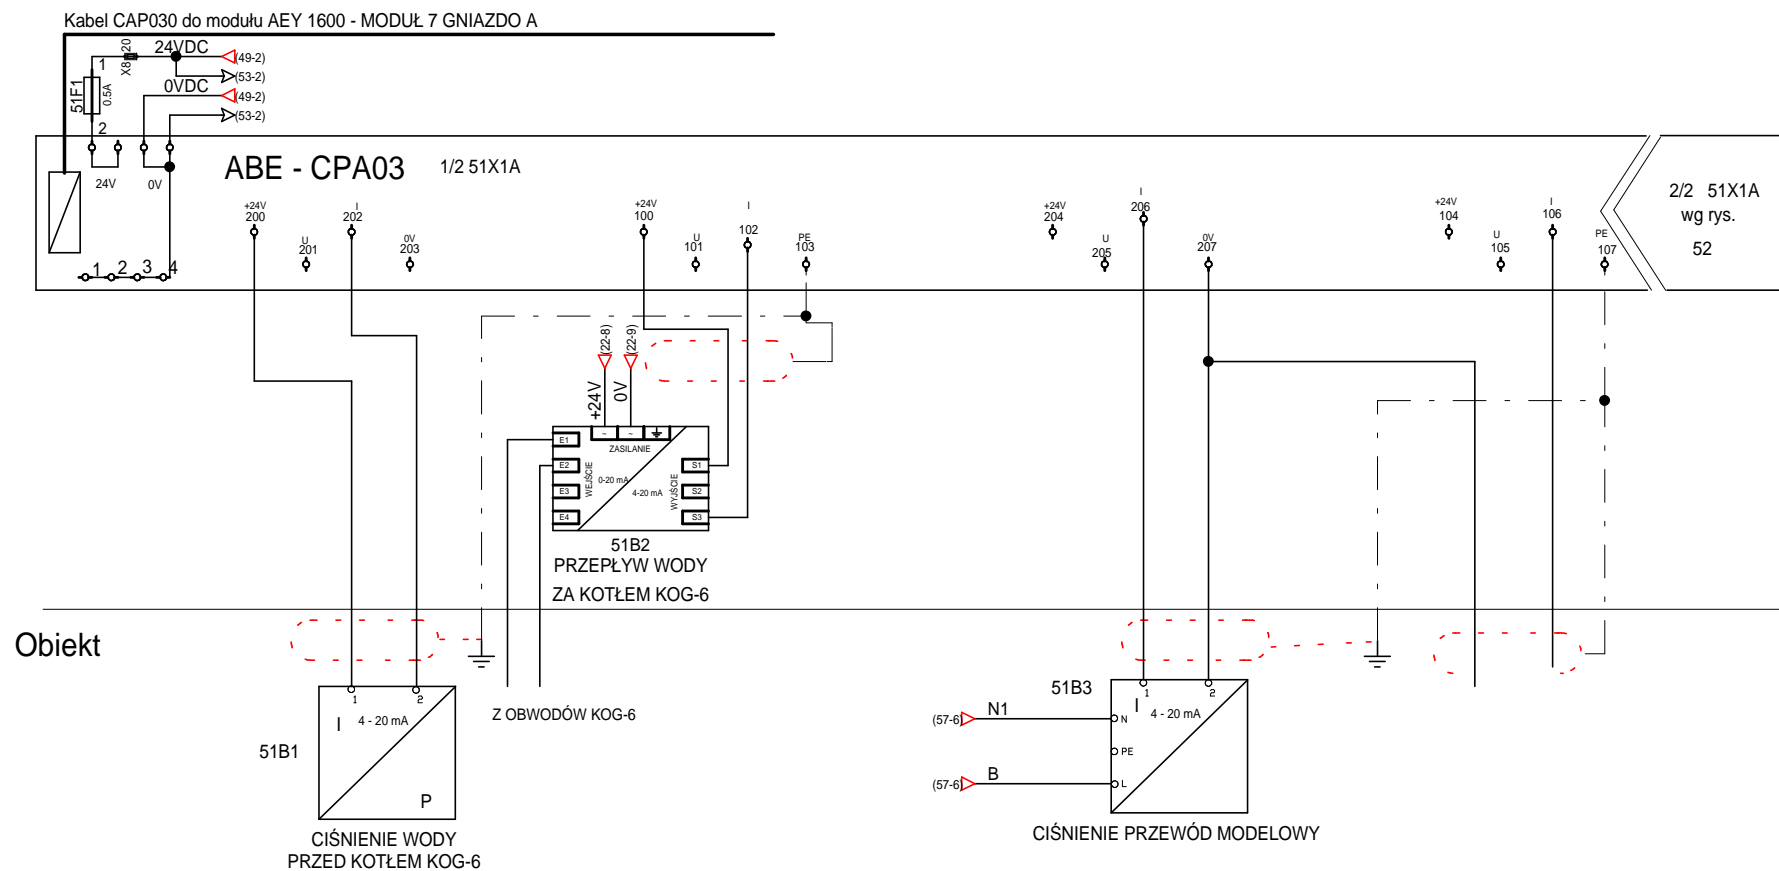 Kabel CAP030 do modułu AEY 1600 - MODUŁ 7 GNIAZDO A
24VDC
(49-2)
(53-2)
0VDC
(49-2)
(53-2)
X8
20
51F1
0.5A
1
2
24V
0V
1 2 3 4
ABE - CPA03
1/2 51X1A
+24V
200
U
201
I
202
0V
203
+24V
100
U
101
I
102
PE
103
+24V
204
U
205
I
206
0V
207
+24V
104
U
105
I
106
PE
107
2/2 51X1A
wg rys.
52
(22-8)
(22-9)
+24V
0V
~
~
ZASILANIE
E1
E2
E3
E4
WEJŚCIE
0-20 mA
4-20 mA
WYJŚCIE
S1
S2
S3
51B2
PRZEPŁYW WODY
ZA KOTŁEM KOG-6
Obiekt
Z OBWODÓW KOG-6
51B1
1
2
I
4 - 20 mA
P
CIŚNIENIE WODY
PRZED KOTŁEM KOG-6
51B3
1
2
I
4 - 20 mA
(57-6)
N1
N
PE
(57-6)
B
L
CIŚNIENIE PRZEWÓD MODELOWY